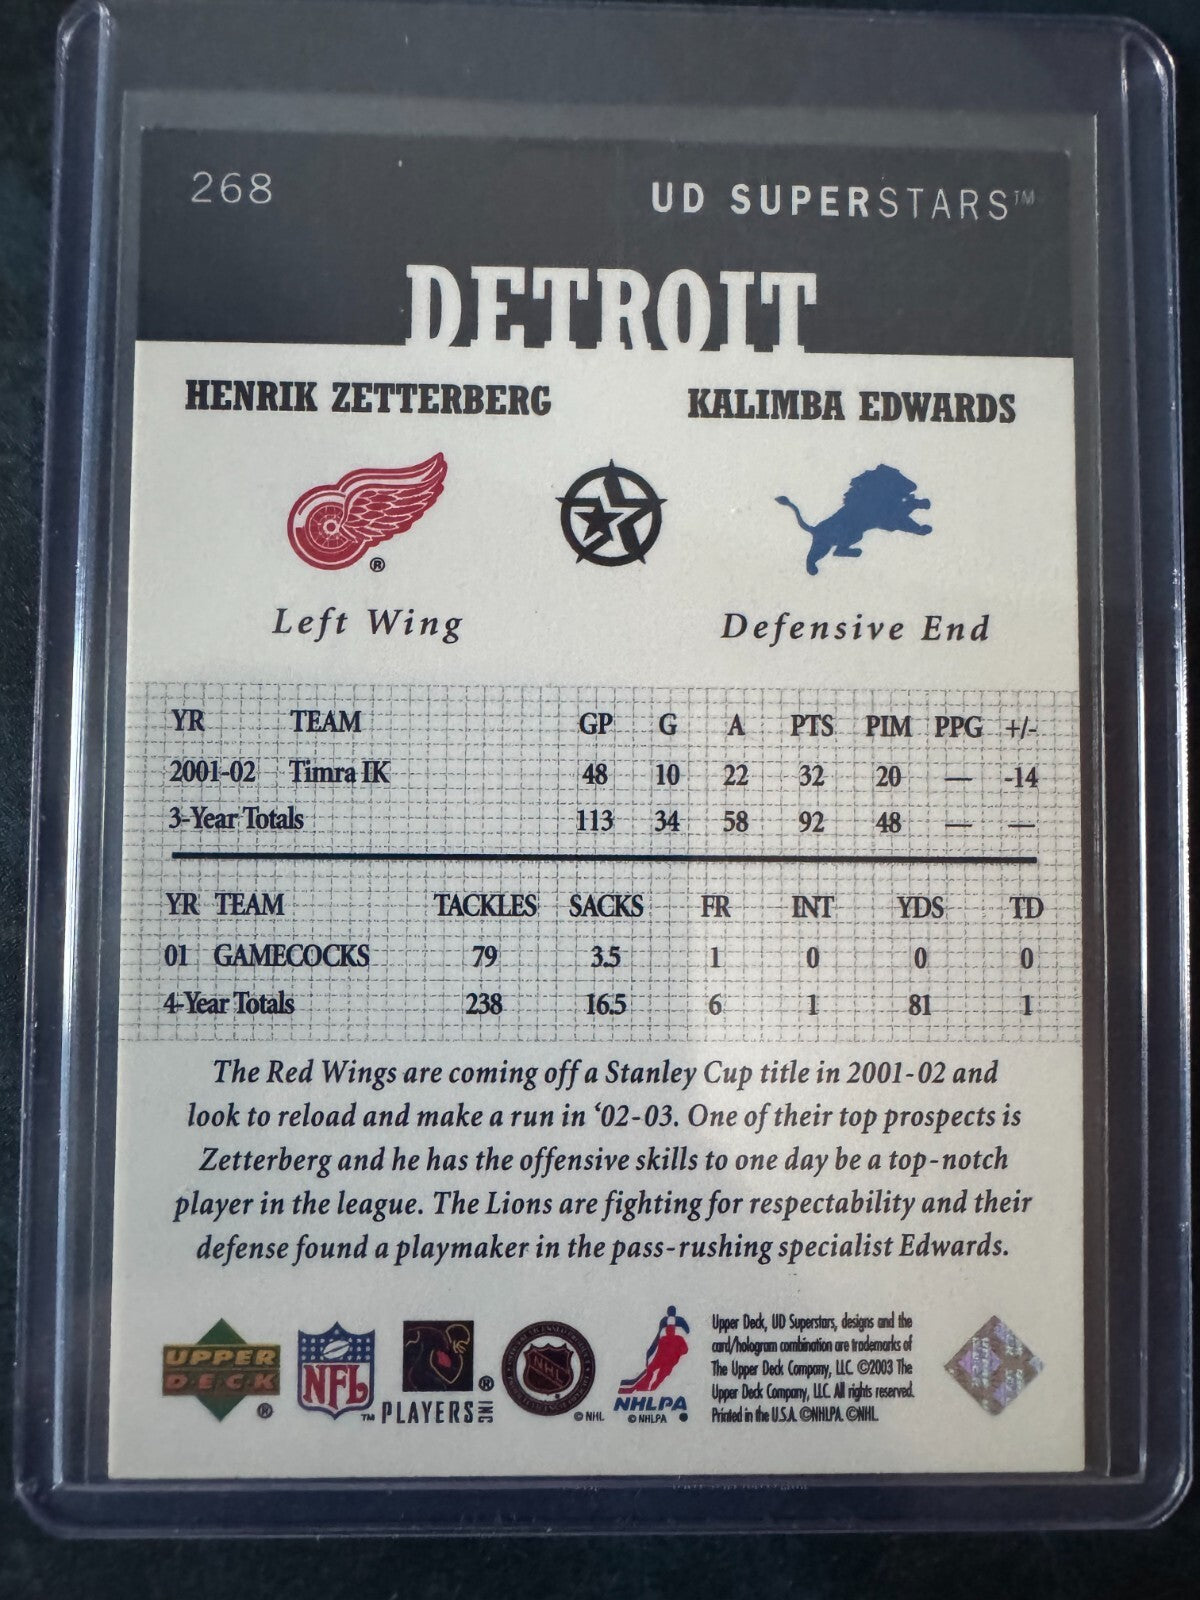 268
UD SUPERSTARS™
DETROIT
HENRIK ZETTERBERG
KALIMBA EDWARDS
®
Left Wing
Defensive End
YR TEAM GP G A PTS PIM PPG +/-
2001-02 Timra IK 48 10 22 32 20 — -14
3-Year Totals 113 34 58 92 48 — —
YR TEAM TACKLES SACKS FR INT YDS TD
01 GAMECOCKS 79 3.5 1 0 0 0
4-Year Totals 238 16.5 6 1 81 1
The Red Wings are coming off a Stanley Cup title in 2001-02 and
look to reload and make a run in ‘02-03. One of their top prospects is
Zetterberg and he has the offensive skills to one day be a top-notch
player in the league. The Lions are fighting for respectability and their
defense found a playmaker in the pass-rushing specialist Edwards.
UPPER
DECK
®
NFL
™
PLAYERS INC
®
NHL
© NHL
NHLPA
© NHLPA
Upper Deck, UD Superstars, designs and the
card/hologram combination are trademarks of
The Upper Deck Company, LLC. ©2003 The
Upper Deck Company, LLC. All rights reserved.
Printed in the U.S.A. ©NHLPA. ©NHL.